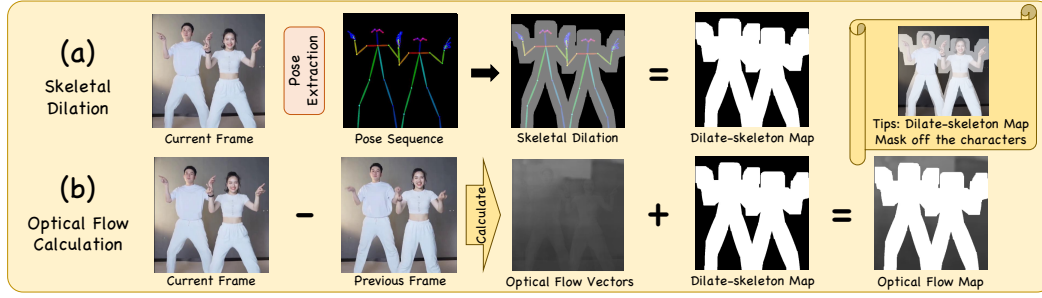 (a)
Skeletal
Dilation
Current Frame
Pose
Extraction
Pose Sequence
Skeletal Dilation
=
Dilate-skeleton Map
Tips: Dilate-skeleton Map
Mask off the characters
(b)
Optical Flow
Calculation
Current Frame
-
Previous Frame
Calculate
Optical Flow Vectors
+
Dilate-skeleton Map
=
Optical Flow Map